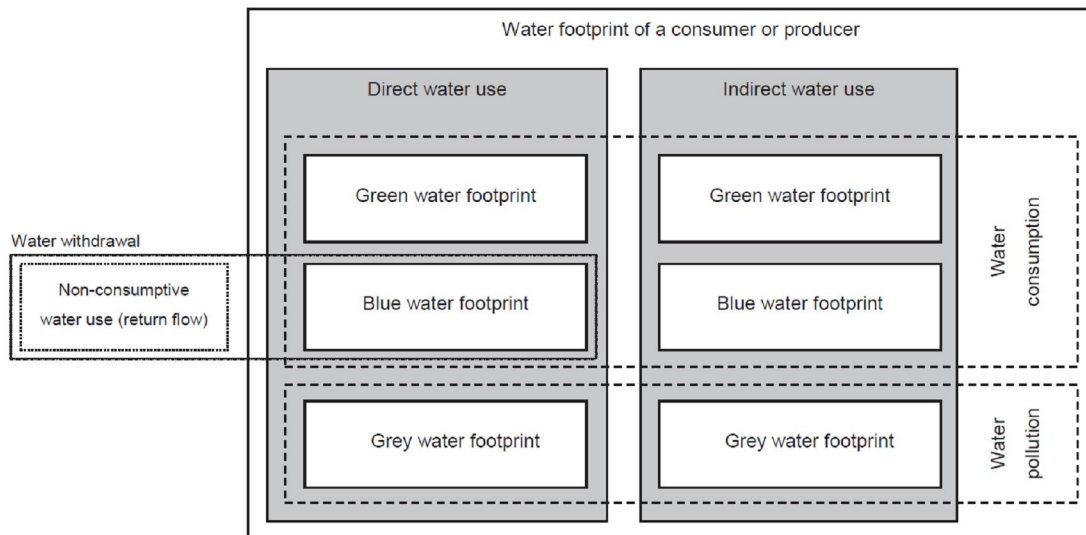 Water footprint of a consumer or producer
Direct water use
Indirect water use
Green water footprint
Green water footprint
Water withdrawal
Non-consumptive
water use (return flow)
Blue water footprint
Blue water footprint
Water
consumption
Grey water footprint
Grey water footprint
Water
pollution